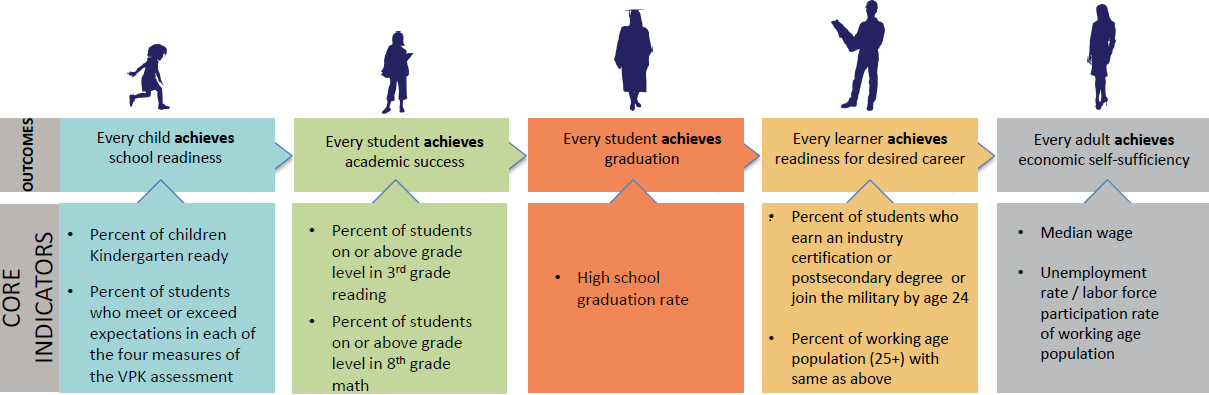 OUTCOMES
Every child achieves
school readiness
Every student achieves
academic success
Every student achieves
graduation
Every learner achieves
readiness for desired career
Every adult achieves
economic self-sufficiency
CORE
INDICATORS
• Percent of children
Kindergarten ready
• Percent of students
who meet or exceed
expectations in each of
the four measures of
the VPK assessment
• Percent of students
on or above grade
level in 3rd grade
reading
• Percent of students
on or above grade
level in 8th grade
math
• High school
graduation rate
• Percent of students who
earn an industry
certification or
postsecondary degree or
join the military by age 24
• Percent of working age
population (25+) with
same as above
• Median wage
• Unemployment
rate / labor force
participation rate
of working age
population